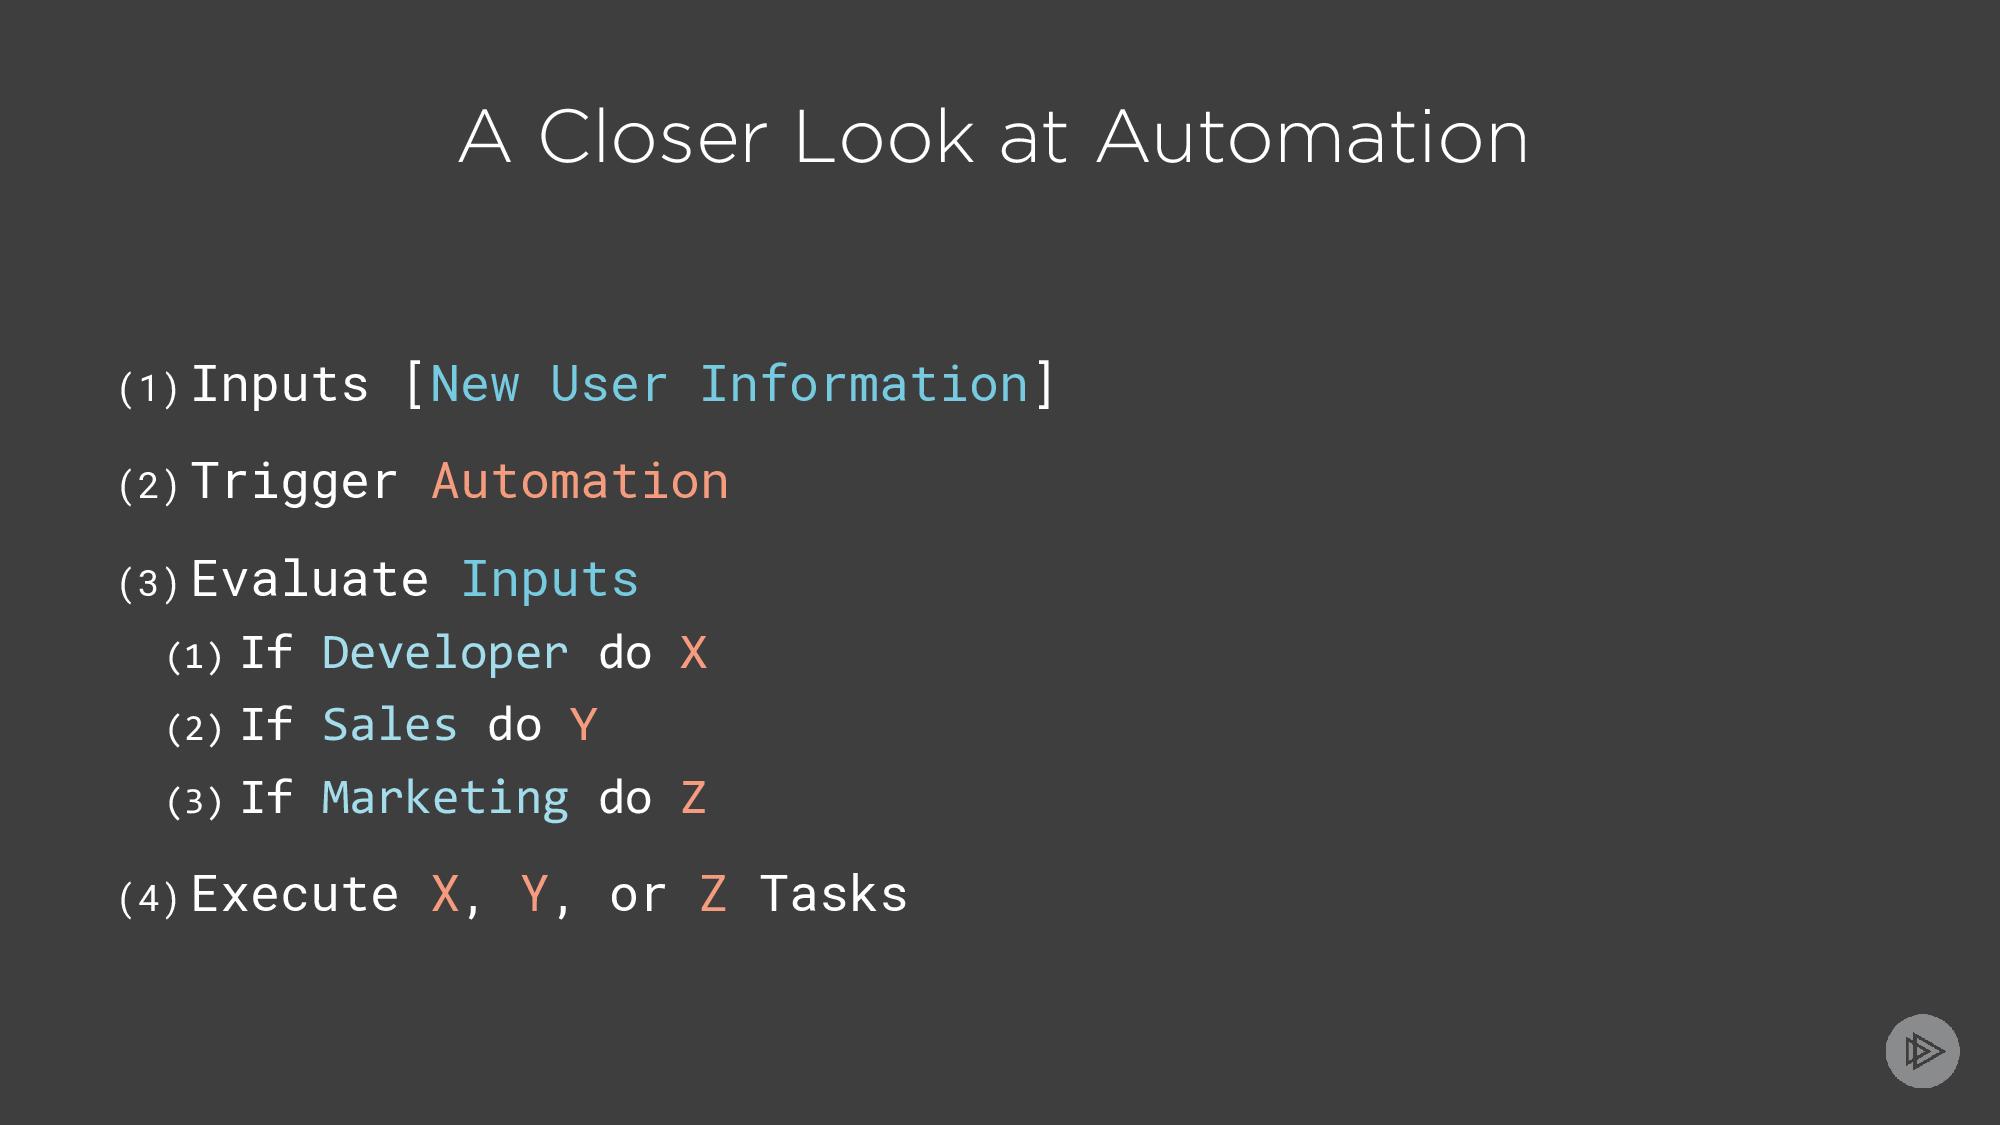 A Closer Look at Automation
(1) Inputs [New User Information]
(2) Trigger Automation
(3) Evaluate Inputs
(1) If Developer do X
(2) If Sales do Y
(3) If Marketing do Z
(4) Execute X, Y, or Z Tasks